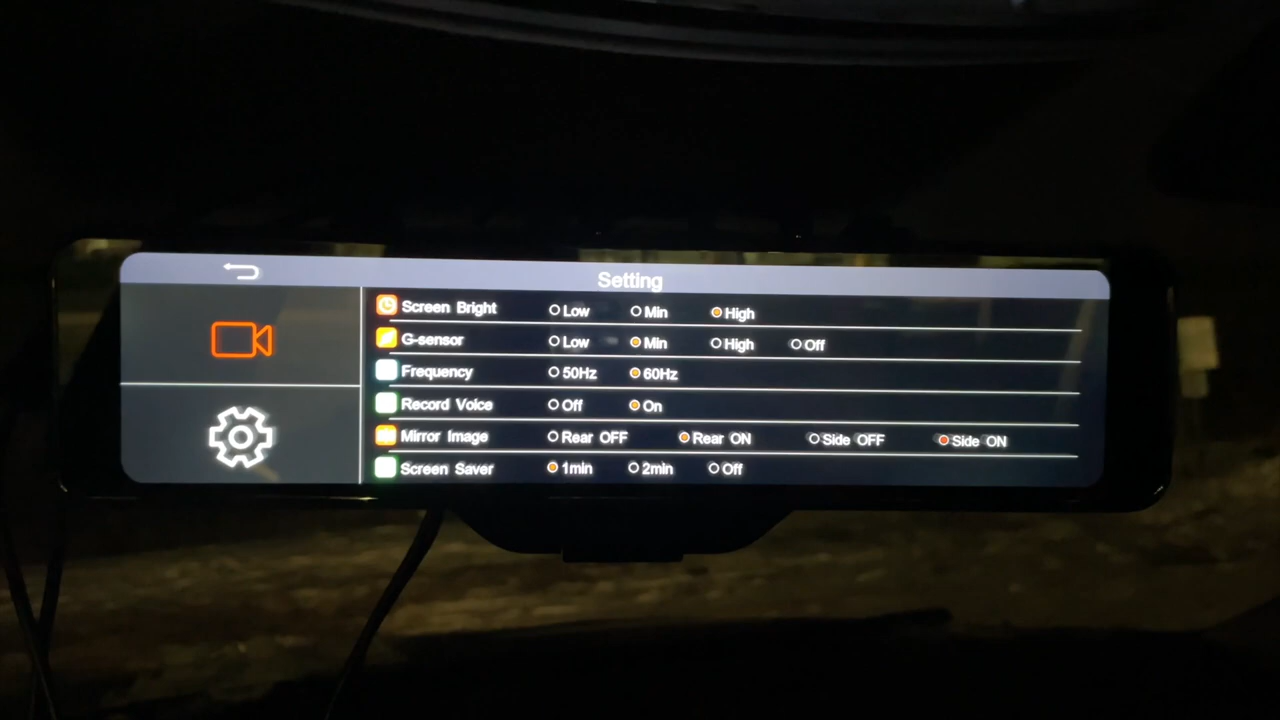 Setting
Screen Bright Low Min High
G-sensor Low Min High Off
Frequency 50Hz 60Hz
Record Voice Off On
Mirror Image Rear OFF Rear ON Side OFF Side ON
Screen Saver 1min 2min Off